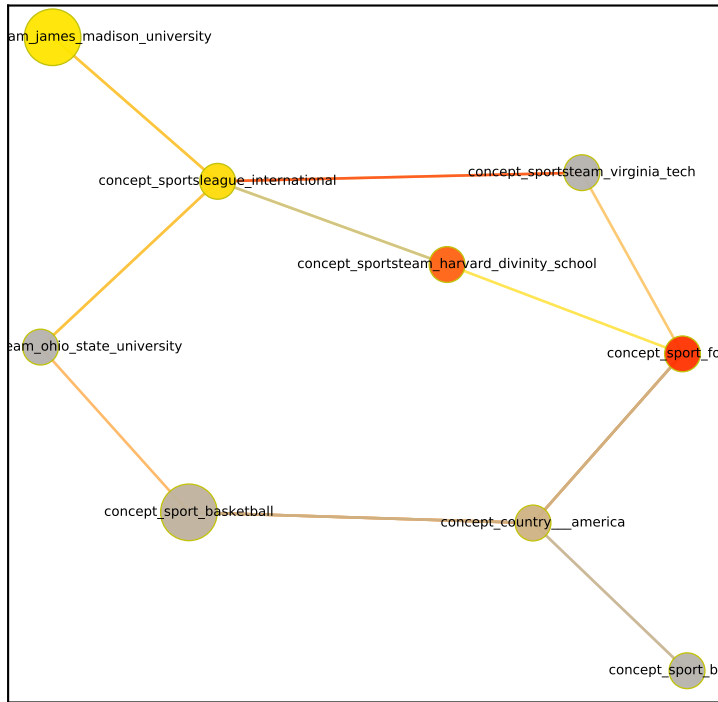 am_james_madison_university
concept_sportsleague_international
concept_sportsteam_virginia_tech
concept_sportsteam_harvard_divinity_school
eam_ohio_state_university
concept_sport_fo
concept_sport_basketball
concept_country___america
concept_sport_b